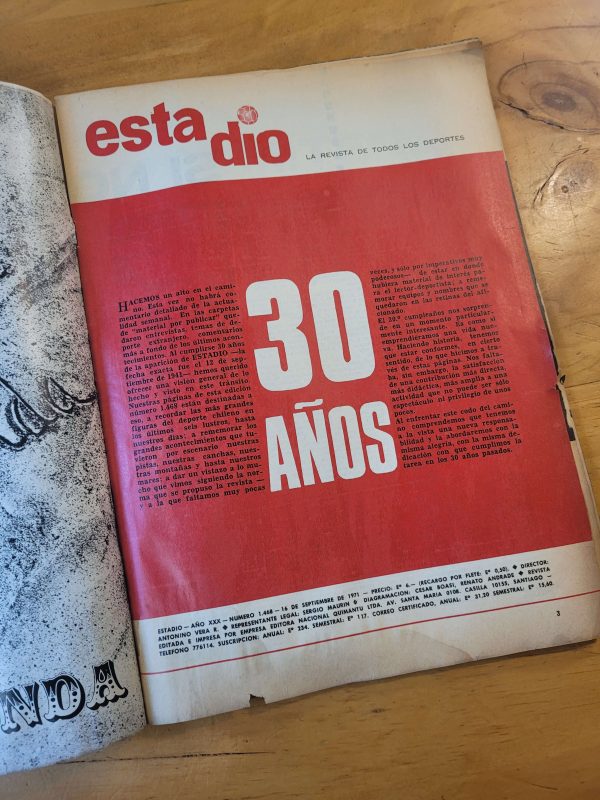 esta
dio
LA REVISTA DE TODOS LOS DEPORTES
HACEMOS un alto en el cami-
no. Esta vez no habrá co-
mentario detallado de la actua-
lidad semanal. En las carpetas
de "material por publicar" que-
daron entrevistas, temas de de-
porte extranjero, comentarios
más a fondo de los últimos acon-
tecimientos. Al cumplirse 30 años
de la aparición de ESTADIO —la
fecha exacta fue el 12 de sep-
tiembre de 1941— hemos querido
ofrecer una visión general de lo
hecho y visto en este tránsito.
Nuestras páginas de esta edición
número 1.468 están destinadas a
eso, a recordar las más grandes
figuras del deporte chileno en
los últimos seis lustros, hasta
nuestros días; a rememorar los
grandes acontecimientos que tu-
vieron por escenario nuestras
pistas, nuestras canchas, nues-
tras montañas y hasta nuestros
mares; a dar un vistazo a lo mu-
cho que vimos siguiendo la nor-
ma que se propuso la revista —
y a la que faltamos muy pocas
30
AÑOS
veces, y sólo por imperativos muy
poderosos— de estar en donde
hubiera material de interés pa-
ra el lector deportista; a reme-
morar equipos y nombres que se
quedaron en las retinas del afi-
cionado.
El 30.º cumpleaños nos sorpren-
de en un momento particular-
mente interesante. Es como si
emprendiéramos una vida nue-
va. Haciendo historia, tenemos
que estar conformes, en cierto
sentido, de lo que hicimos a tra-
vés de estas páginas. Nos falta-
ba, sin embargo, la satisfacción
de una contribución más directa,
más didáctica, más amplia a una
actividad que no puede ser sólo
espectáculo ni privilegio de unos
pocos.
Al enfrentar este codo del cami-
no comprendemos que tenemos
a la vista una nueva responsa-
bilidad y la abordaremos con la
misma alegría, con la misma de-
dicación con que cumplimos la
tarea en los 30 años pasados.
ESTADIO — AÑO XXX — NUMERO 1.468 — 16 DE SEPTIEMBRE DE 1971 — PRECIO: Eº 6.— (RECARGO POR FLETE: Eº 0,50). ◆ DIRECTOR:
ANTONINO VERA R. ◆ REPRESENTANTE LEGAL: SERGIO MAURIN ◆ DIAGRAMACION: CESAR BOASI, RENATO ANDRADE ◆ REVISTA
EDITADA E IMPRESA POR EMPRESA EDITORA NACIONAL QUIMANTU LTDA. AV. SANTA MARIA 0108. CASILLA 10155, SANTIAGO —
TELEFONO 776114. SUSCRIPCION: ANUAL: Eº 234. SEMESTRAL: Eº 117. CORREO CERTIFICADO, ANUAL: Eº 31,20 SEMESTRAL: Eº 15,60.
3
NDA